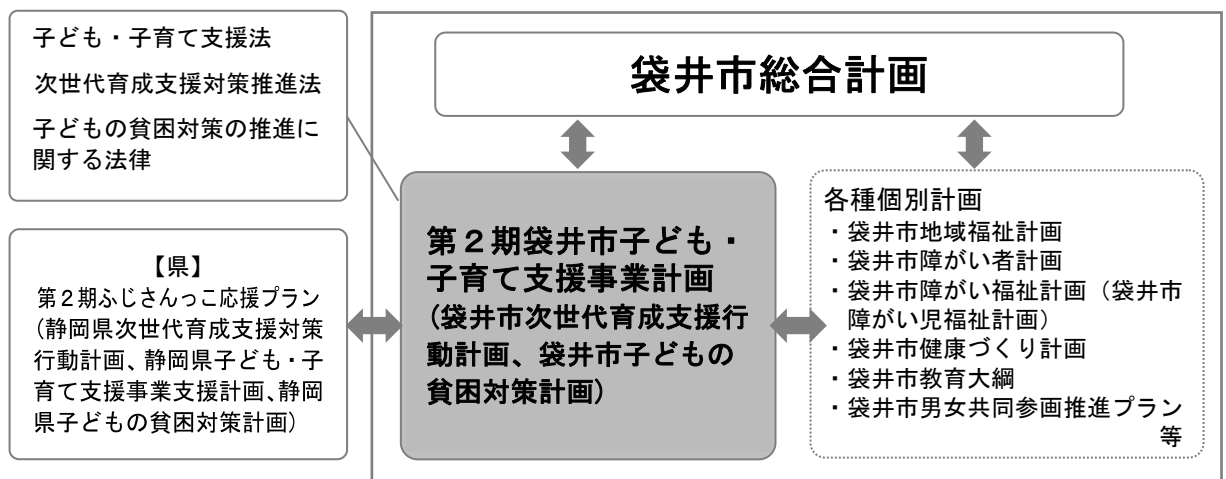 子ども・子育て支援法
次世代育成支援対策推進法
子どもの貧困対策の推進に
関する法律
【県】
第２期ふじさんっこ応援プラン
（静岡県次世代育成支援対策
行動計画、静岡県子ども・子
育て支援事業支援計画、静岡
県子どもの貧困対策計画）
袋井市総合計画
第２期袋井市子ども・
子育て支援事業計画
（袋井市次世代育成支援行
動計画、袋井市子どもの
貧困対策計画）
各種個別計画
・袋井市地域福祉計画
・袋井市障がい者計画
・袋井市障がい福祉計画（袋井市
障がい児福祉計画）
・袋井市健康づくり計画
・袋井市教育大綱
・袋井市男女共同参画推進プラン
等